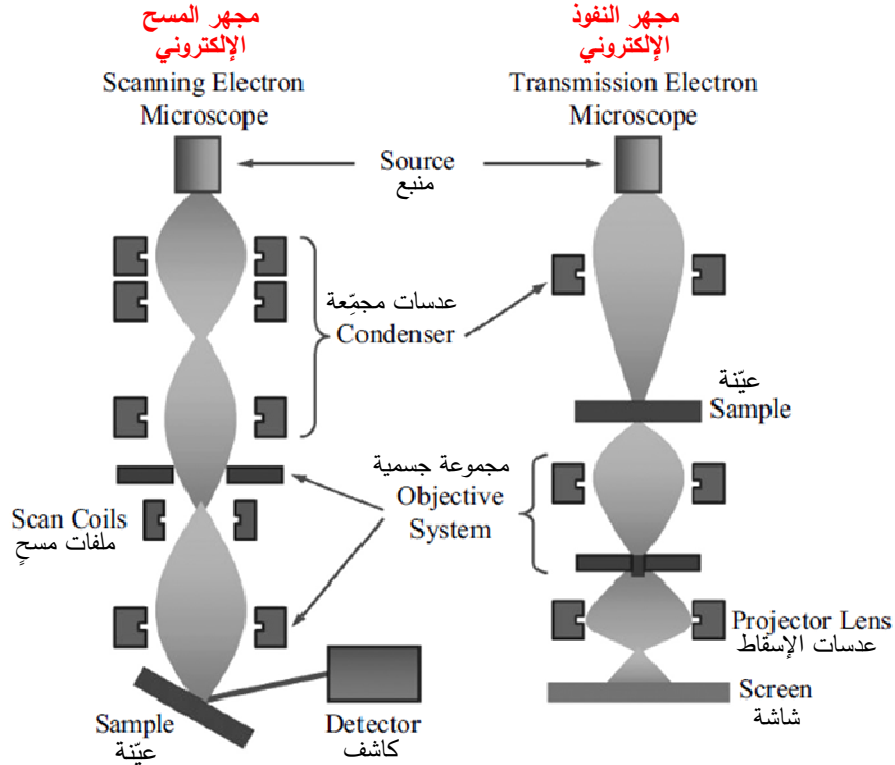 مجهر المسح
الإلكتروني
Scanning Electron
Microscope
مجهر النفوذ
الإلكتروني
Transmission Electron
Microscope
Source
منبع
عدسات مجمِّعة
Condenser
عيّنة
Sample
مجموعة جسمية
Objective
System
Scan Coils
ملفات مسحٍ
Projector Lens
عدسات الإسقاط
Sample
عيّنة
Detector
كاشف
Screen
شاشة